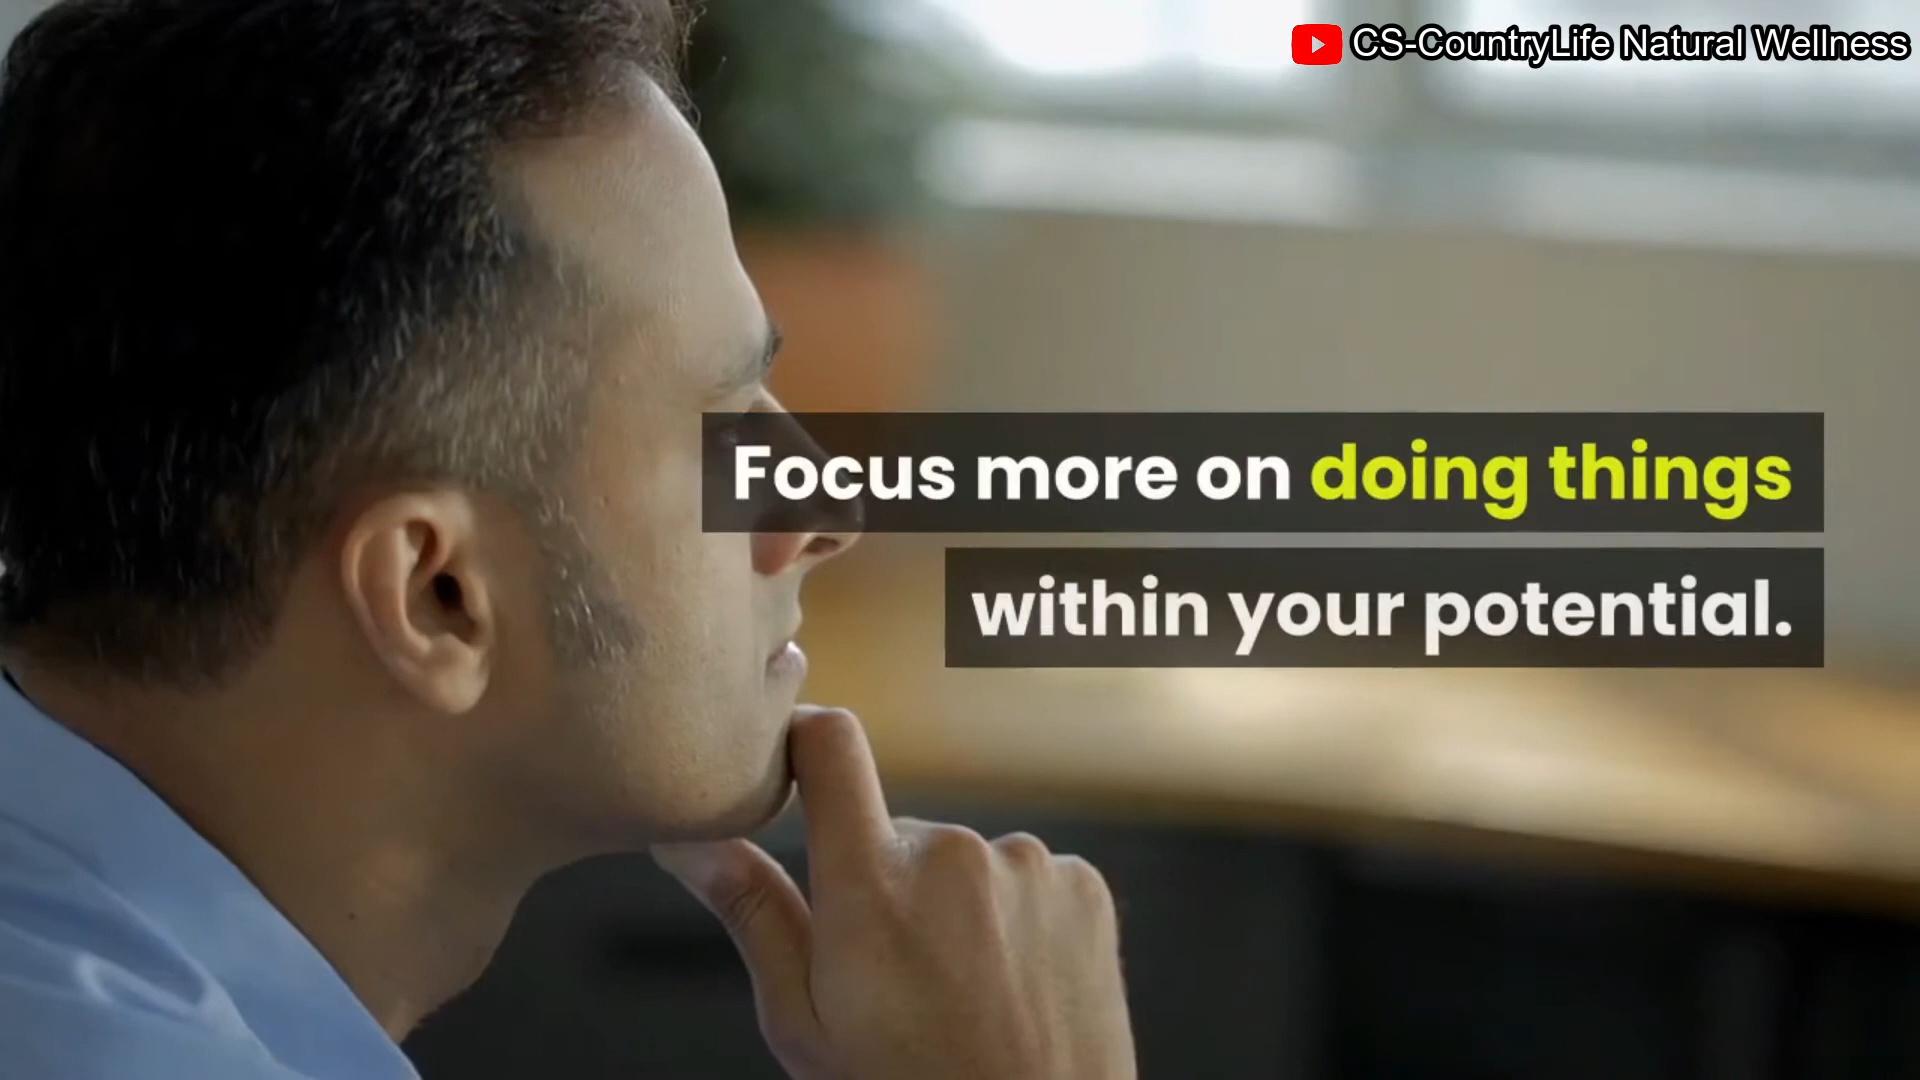 CS-CountryLife Natural Wellness
Focus more on doing things
within your potential.